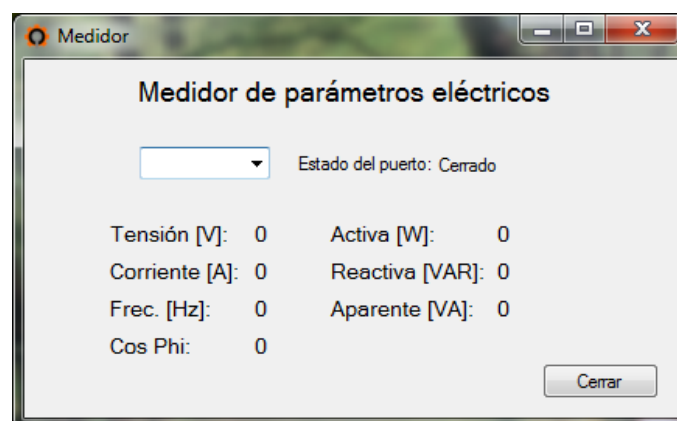 Medidor
Medidor de parámetros eléctricos
Estado del puerto: Cerrado
Tensión [V]: 0 Activa [W]: 0
Corriente [A]: 0 Reactiva [VAR]: 0
Frec. [Hz]: 0 Aparente [VA]: 0
Cos Phi: 0
Cerrar